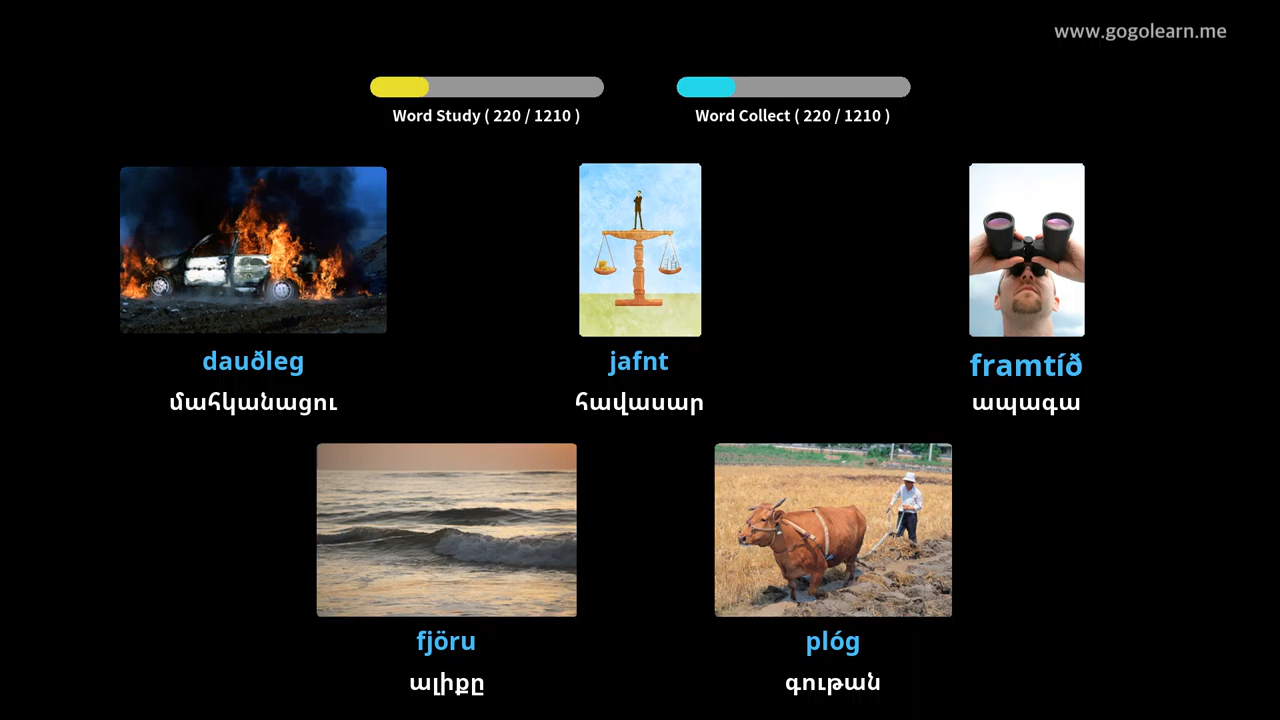 www.gogolearn.me
Word Study ( 220 / 1210 )
Word Collect ( 220 / 1210 )
dauðleg
մահկանացու
jafnt
հավասար
framtíð
ապագա
fjöru
ալիքը
plóg
գութան